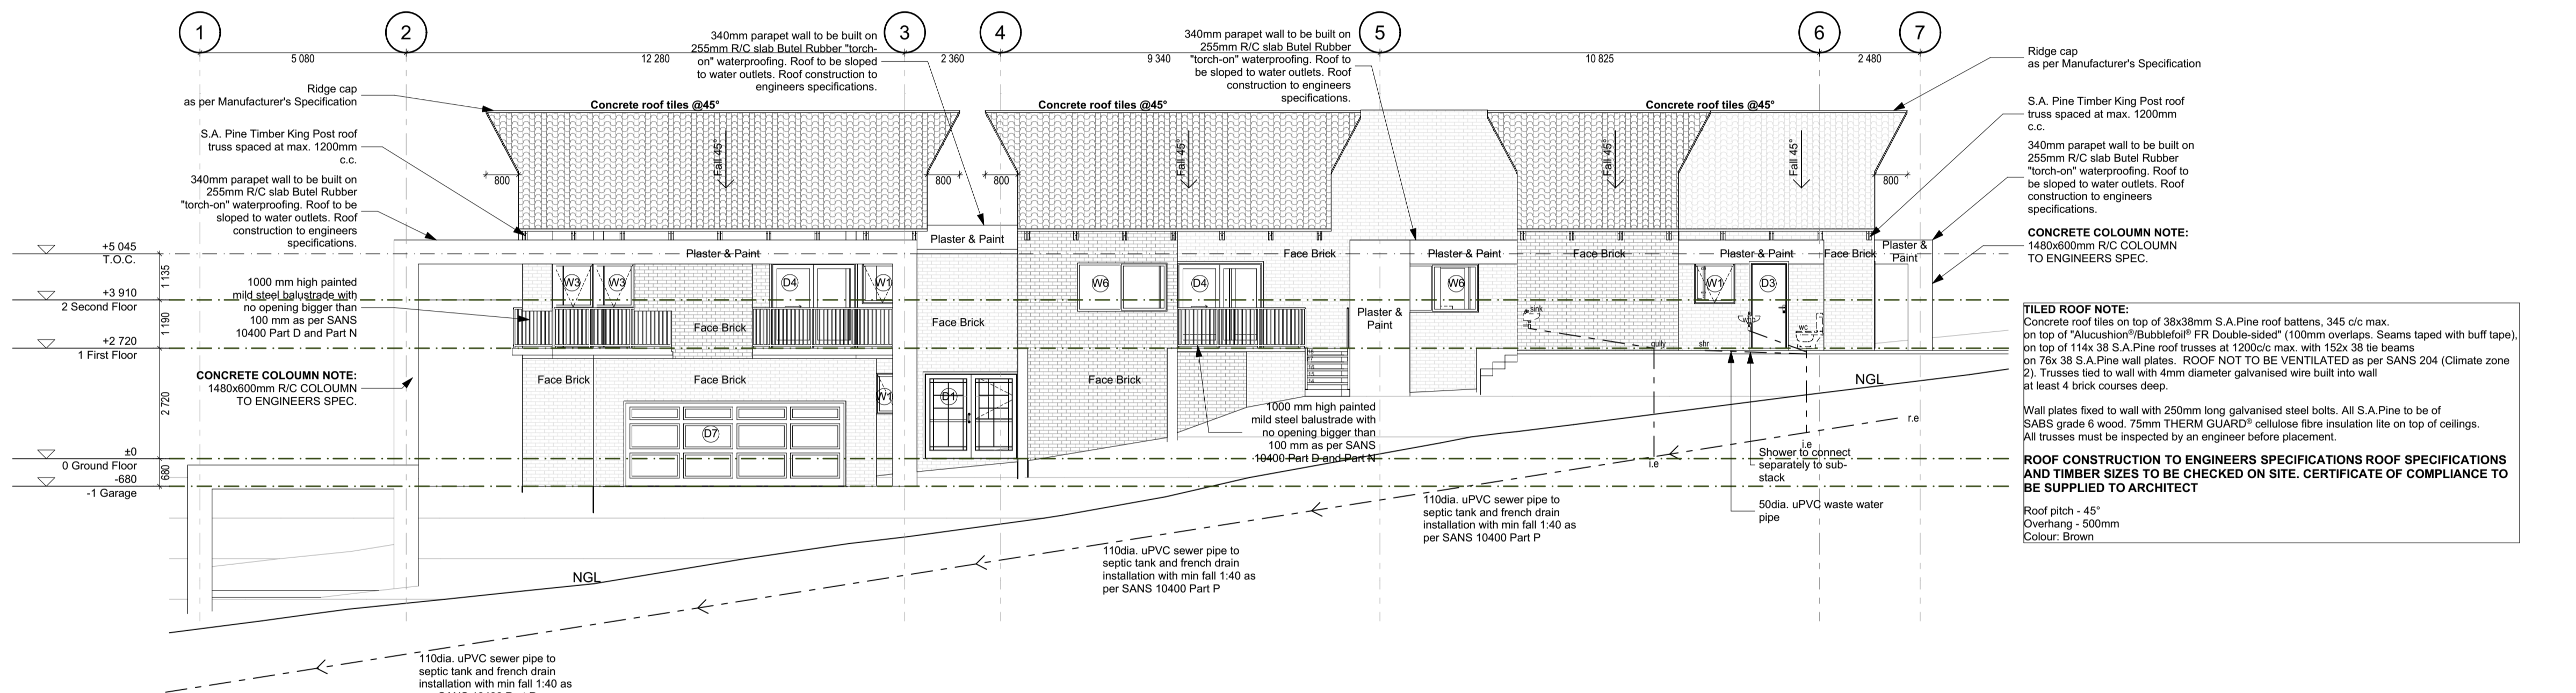 1
2
3
4
5
6
7
5 080
12 280
2 360
9 340
10 825
2 480
340mm parapet wall to be built on
255mm R/C slab Butel Rubber "torch-
on" waterproofing. Roof to be sloped
to water outlets. Roof construction to
engineers specifications.
340mm parapet wall to be built on
255mm R/C slab Butel Rubber
"torch-on" waterproofing. Roof to
be sloped to water outlets. Roof
construction to engineers
specifications.
Ridge cap
as per Manufacturer's Specification
S.A. Pine Timber King Post roof
truss spaced at max. 1200mm
c.c.
340mm parapet wall to be built on
255mm R/C slab Butel Rubber
"torch-on" waterproofing. Roof to be
sloped to water outlets. Roof
construction to engineers
specifications.
Concrete roof tiles @45°
Concrete roof tiles @45°
Concrete roof tiles @45°
Fall 45°
Fall 45°
Fall 45°
Fall 45°
800
800
800
800
Ridge cap
as per Manufacturer's Specification
S.A. Pine Timber King Post roof
truss spaced at max. 1200mm
c.c.
340mm parapet wall to be built on
255mm R/C slab Butel Rubber
"torch-on" waterproofing. Roof to
be sloped to water outlets. Roof
construction to engineers
specifications.
CONCRETE COLOUMN NOTE:
1480x600mm R/C COLOUMN
TO ENGINEERS SPEC.
+5 045
T.O.C.
1 135
+3 910
2 Second Floor
1 190
+2 720
1 First Floor
2 720
±0
0 Ground Floor
680
-680
-1 Garage
1000 mm high painted
mild steel balustrade with
no opening bigger than
100 mm as per SANS
10400 Part D and Part N
CONCRETE COLOUMN NOTE:
1480x600mm R/C COLOUMN
TO ENGINEERS SPEC.
Plaster & Paint
Plaster & Paint
Face Brick
Plaster & Paint
Face Brick
Plaster & Paint
Face Brick
Plaster &
Paint
W3
W3
D4
W1
W6
D4
W6
W1
D3
Face Brick
Face Brick
Plaster &
Paint
sink
whb
wc
gully
shr
Face Brick
Face Brick
Face Brick
W1
D1
D7
16
15
14
NGL
NGL
r.e
i.e
i.e
1000 mm high painted
mild steel balustrade with
no opening bigger than
100 mm as per SANS
10400 Part D and Part N
Shower to connect
separately to sub-
stack
50dia. uPVC waste water
pipe
110dia. uPVC sewer pipe to
septic tank and french drain
installation with min fall 1:40 as
per SANS 10400 Part P
110dia. uPVC sewer pipe to
septic tank and french drain
installation with min fall 1:40 as
per SANS 10400 Part P
110dia. uPVC sewer pipe to
septic tank and french drain
installation with min fall 1:40 as
TILED ROOF NOTE:
Concrete roof tiles on top of 38x38mm S.A.Pine roof battens, 345 c/c max.
on top of "Alucushion®/Bubblefoil® FR Double-sided" (100mm overlaps. Seams taped with buff tape),
on top of 114x 38 S.A.Pine roof trusses at 1200c/c max. with 152x 38 tie beams
on 76x 38 S.A.Pine wall plates. ROOF NOT TO BE VENTILATED as per SANS 204 (Climate zone
2). Trusses tied to wall with 4mm diameter galvanised wire built into wall
at least 4 brick courses deep.
Wall plates fixed to wall with 250mm long galvanised steel bolts. All S.A.Pine to be of
SABS grade 6 wood. 75mm THERM GUARD® cellulose fibre insulation lite on top of ceilings.
All trusses must be inspected by an engineer before placement.
ROOF CONSTRUCTION TO ENGINEERS SPECIFICATIONS ROOF SPECIFICATIONS
AND TIMBER SIZES TO BE CHECKED ON SITE. CERTIFICATE OF COMPLIANCE TO
BE SUPPLIED TO ARCHITECT
Roof pitch - 45°
Overhang - 500mm
Colour: Brown